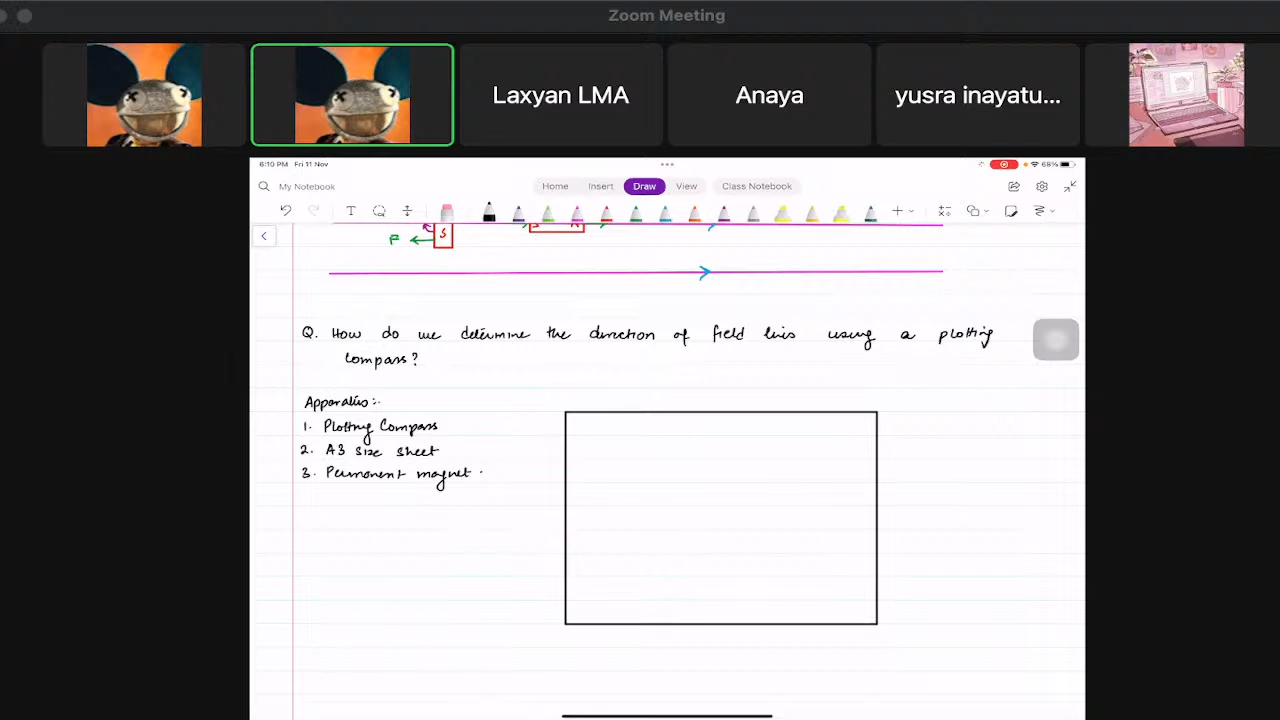 Zoom Meeting
Laxyan LMA
Anaya
yusra inayatu...
6:10 PM Fri 11 Nov
68%
My Notebook
Home Insert Draw View Class Notebook
F S
Q. How do we determine the direction of field lines using a plotting
compass?
Apparatus:-
1. Plotting Compass
2. A3 size sheet
3. Permanent magnet.